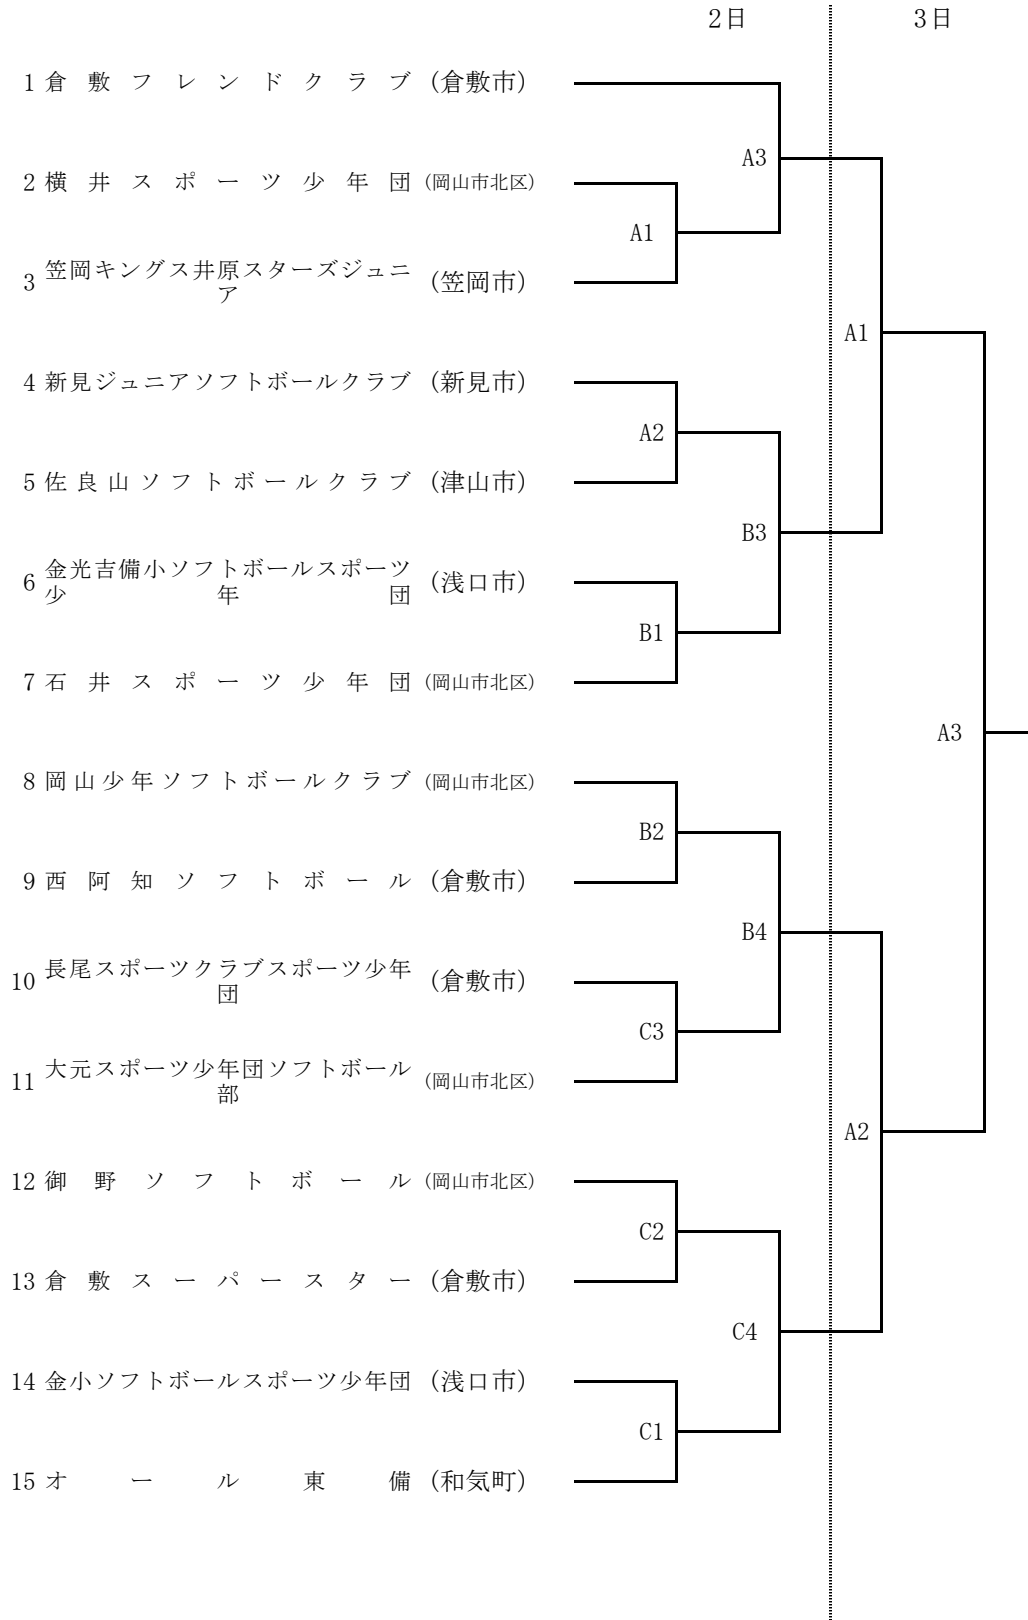 2日 3日
1 倉敷フレンドクラブ (倉敷市)
A3
2 横井スポーツ少年団 (岡山市北区)
A1
3 笠岡キングス井原スターズジュニ
ア (笠岡市)
A1
4 新見ジュニアソフトボールクラブ (新見市)
A2
5 佐良山ソフトボールクラブ (津山市)
B3
6 金光吉備小ソフトボールスポーツ
少年団 (浅口市)
B1
7 石井スポーツ少年団 (岡山市北区)
A3
8 岡山少年ソフトボールクラブ (岡山市北区)
B2
9 西阿知ソフトボール (倉敷市)
B4
10 長尾スポーツクラブスポーツ少年
団 (倉敷市)
C3
11 大元スポーツ少年団ソフトボール
部 (岡山市北区)
A2
12 御野ソフトボール (岡山市北区)
C2
13 倉敷スーパースター (倉敷市)
C4
14 金小ソフトボールスポーツ少年団 (浅口市)
C1
15 オール東備 (和気町)